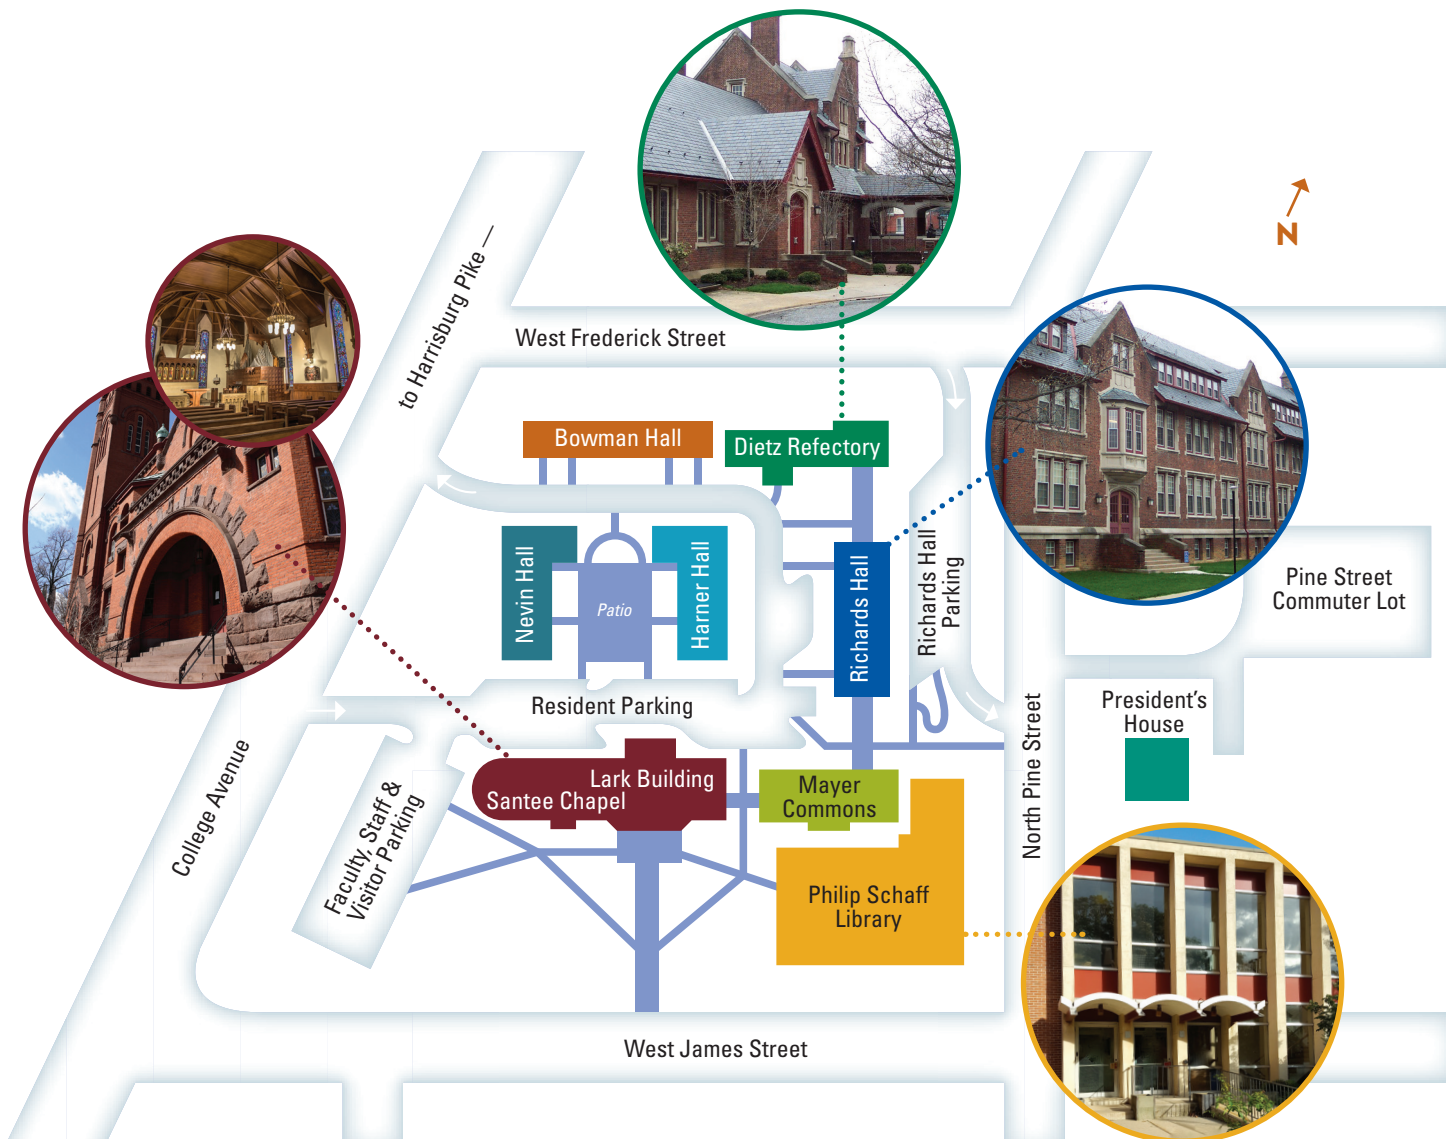 N
to Harrisburg Pike —
West Frederick Street
Bowman Hall
Dietz Refectory
Nevin Hall
Patio
Harner Hall
Richards Hall
Richards Hall
Parking
Pine Street
Commuter Lot
Resident Parking
President's
House
College Avenue
Faculty, Staff &
Visitor Parking
Lark Building
Santee Chapel
Mayer
Commons
North Pine Street
Philip Schaff
Library
West James Street